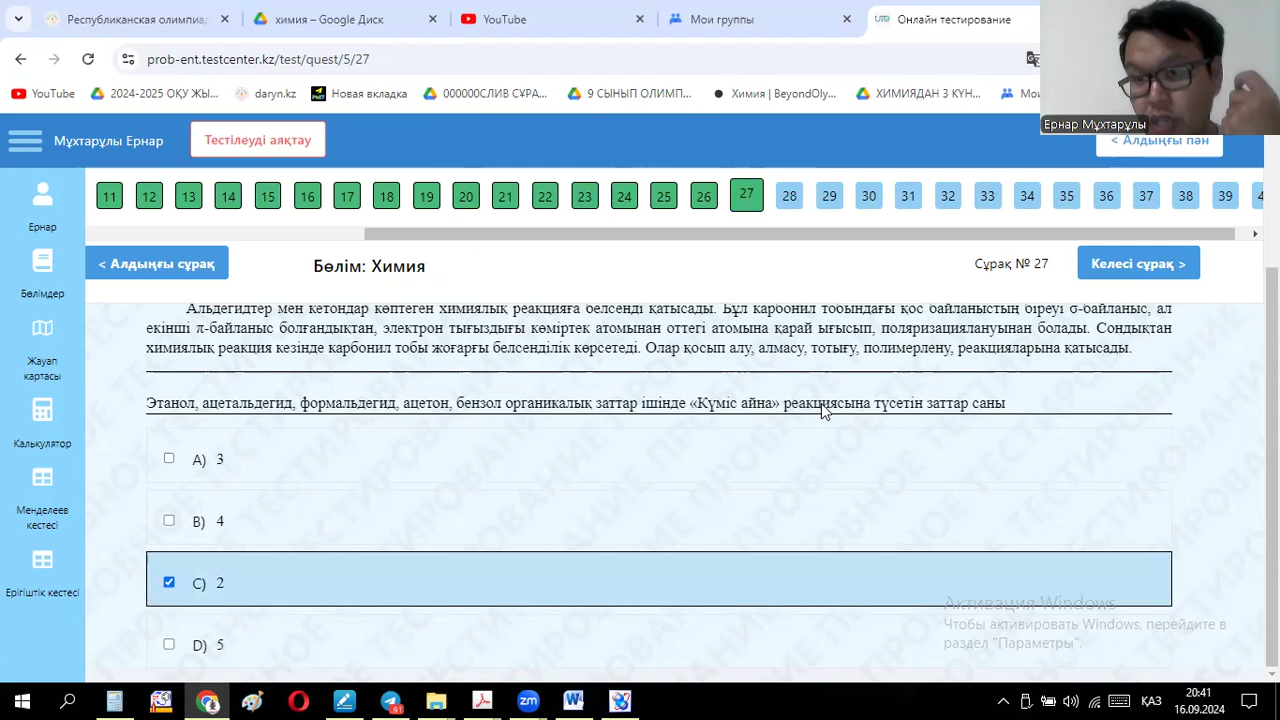 Республиканская олимпиад
химия – Google Диск
YouTube
Мои группы
Онлайн тестирование
prob-ent.testcenter.kz/test/quest/5/27
YouTube
2024-2025 ОҚУ ЖЫ...
daryn.kz
Новая вкладка
000000СЛИВ СҰРА...
9 СЫНЫП ОЛИМП...
Химия | BeyondOly...
ХИМИЯДАН 3 КҮН...
Мои
Ернар Мұхтарұлы
Мұхтарұлы Ернар
Тестілеуді аяқтау
< Алдыңғы пән
11 12 13 14 15 16 17 18 19 20 21 22 23 24 25 26 27 28 29 30 31 32 33 34 35 36 37 38 39 4
Ернар
Бөлімдер
Жауап
картасы
Калькулятор
Менделеев
кестесі
Ерігіштік кестесі
< Алдыңғы сұрақ
Бөлім: Химия
Сұрақ № 27
Келесі сұрақ >
Альдегидтер мен кетондар көптеген химиялық реакцияға белсенді қатысады. Бұл карбонил тобындағы қос байланыстың біреуі σ-байланыс, ал
екінші π-байланыс болғандықтан, электрон тығыздығы көміртек атомынан оттегі атомына қарай ығысып, поляризациялануынан болады. Сондықтан
химиялық реакция кезінде карбонил тобы жоғарғы белсенділік көрсетеді. Олар қосып алу, алмасу, тотығу, полимерлену, реакцияларына қатысады.
Этанол, ацетальдегид, формальдегид, ацетон, бензол органикалық заттар ішінде «Күміс айна» реакциясына түсетін заттар саны
A) 3
B) 4
C) 2
D) 5
Активация Windows
Чтобы активировать Windows, перейдите в
раздел "Параметры".
91
ҚАЗ
20:41
16.09.2024